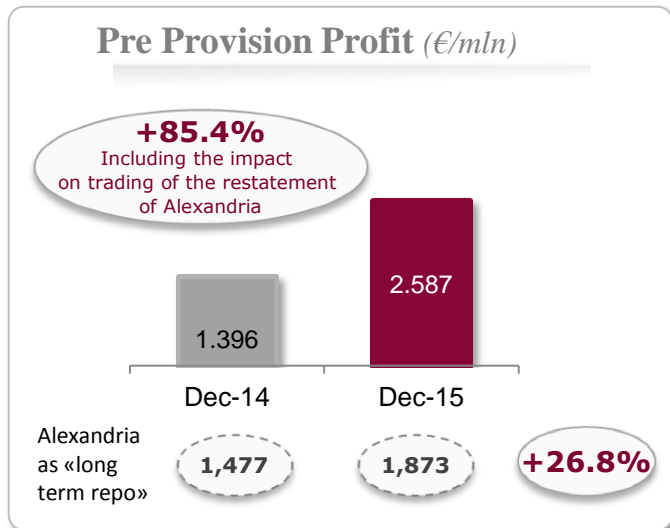 Pre Provision Profit (€/mln)
+85.4%
Including the impact
on trading of the restatement
of Alexandria
2.587
1.396
Dec-14
Dec-15
Alexandria
as «long
term repo»
1,477
1,873
+26.8%